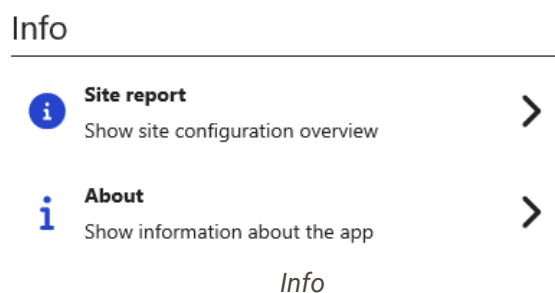 Info
Site report
Show site configuration overview
About
Show information about the app
Info